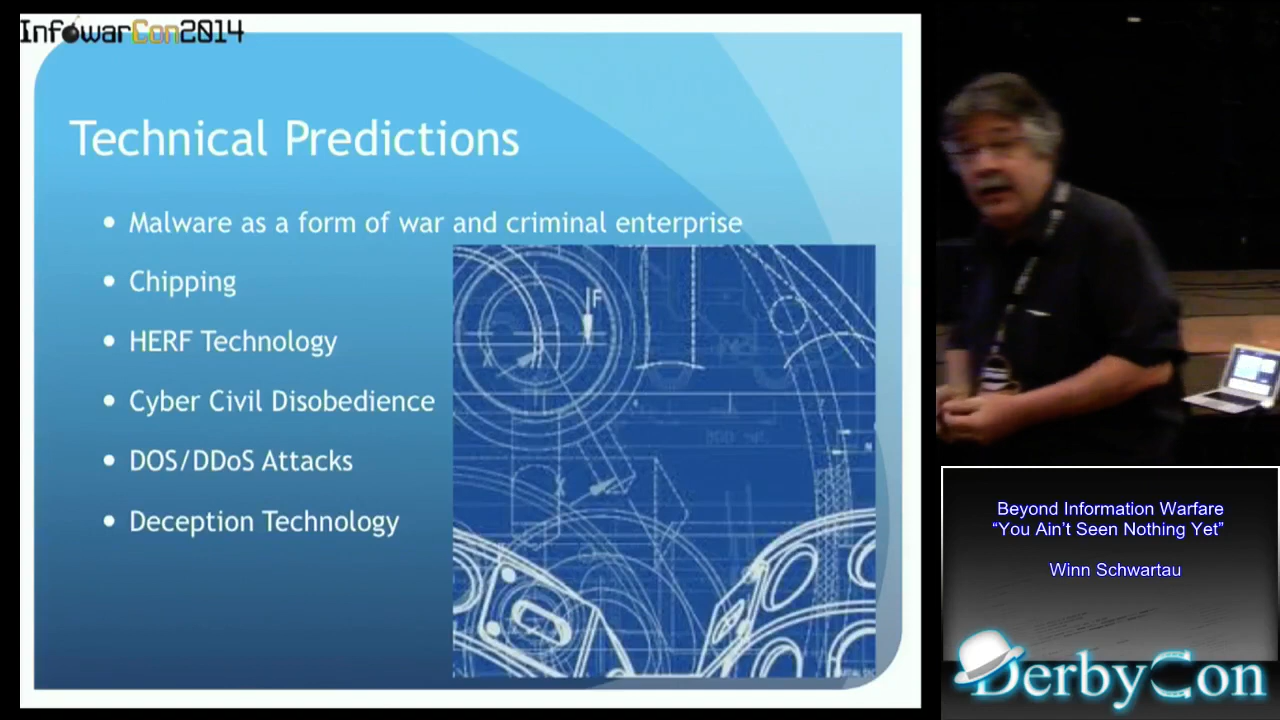 InfowarCon2014
Technical Predictions
• Malware as a form of war and criminal enterprise
• Chipping
• HERF Technology
• Cyber Civil Disobedience
• DOS/DDoS Attacks
• Deception Technology
F
X
X
Beyond Information Warfare
“You Ain't Seen Nothing Yet”
Winn Schwartau
DerbyCon